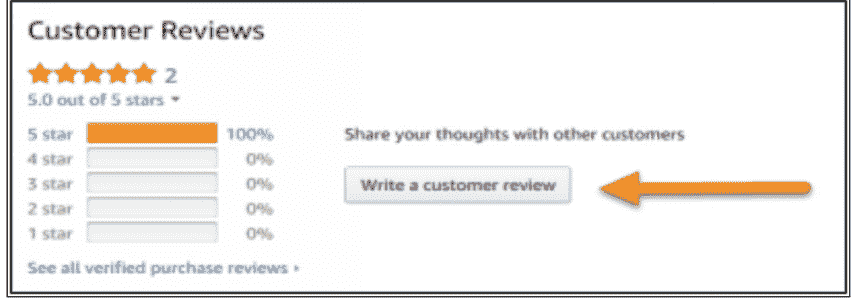 Customer Reviews
2
5.0 out of 5 stars
5 star 100%
4 star 0%
3 star 0%
2 star 0%
1 star 0%
See all verified purchase reviews ›
Share your thoughts with other customers
Write a customer review